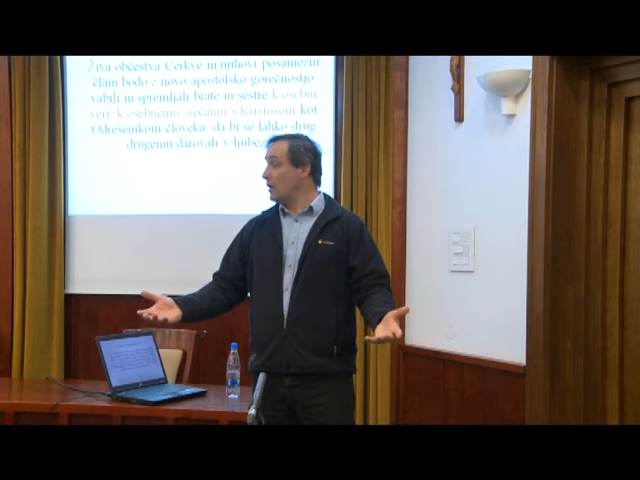 Živa občestva Cerkve in njihovi posamezni
člani bodo z novo apostolsko gorečnostjo
vabili in spremljali brate in sestre k osebni
veri, k osebnemu srečanju s Kristusom kot
Odrešenikom človeka, da bi se lahko drug
drugemu darovali v